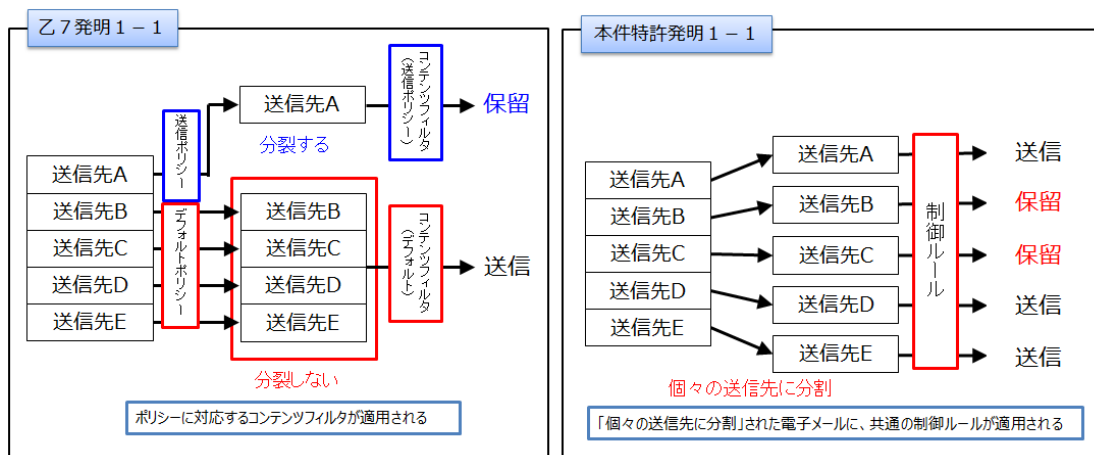 乙7発明1-1
送信先A
送信先B
送信先C
送信先D
送信先E
送信ポリシー
デフォルトポリシー
送信先A
分裂する
コンテンツフィルタ
(送信ポリシー)
保留
送信先B
送信先C
送信先D
送信先E
分裂しない
コンテンツフィルタ
(デフォルト)
送信
ポリシーに対応するコンテンツフィルタが適用される
本件特許発明1-1
送信先A
送信先B
送信先C
送信先D
送信先E
送信先A
送信先B
送信先C
送信先D
送信先E
制御ルール
送信
保留
保留
送信
送信
個々の送信先に分割
「個々の送信先に分割」された電子メールに、共通の制御ルールが適用される